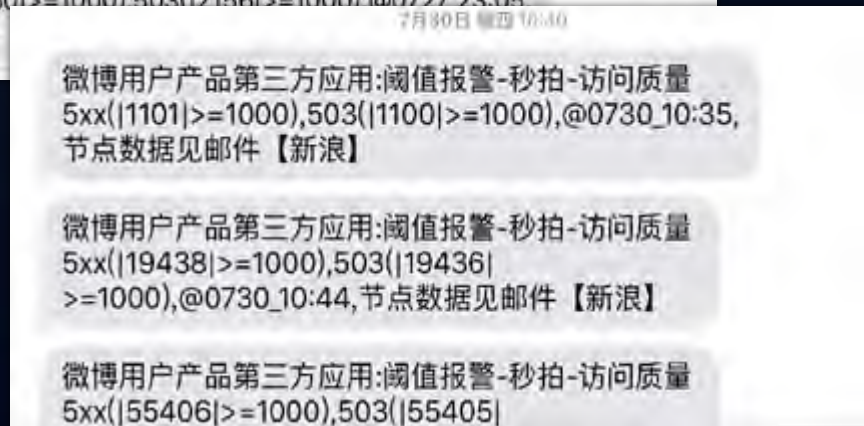 7月30日 星期四 10:40
微博用户产品第三方应用:阈值报警-秒拍-访问质量
5xx(|1101|>=1000),503(|1100|>=1000),@0730_10:35,
节点数据见邮件【新浪】
微博用户产品第三方应用:阈值报警-秒拍-访问质量
5xx(|19438|>=1000),503(|19436|
>=1000),@0730_10:44,节点数据见邮件【新浪】
微博用户产品第三方应用:阈值报警-秒拍-访问质量
5xx(|55406|>=1000),503(|55405|